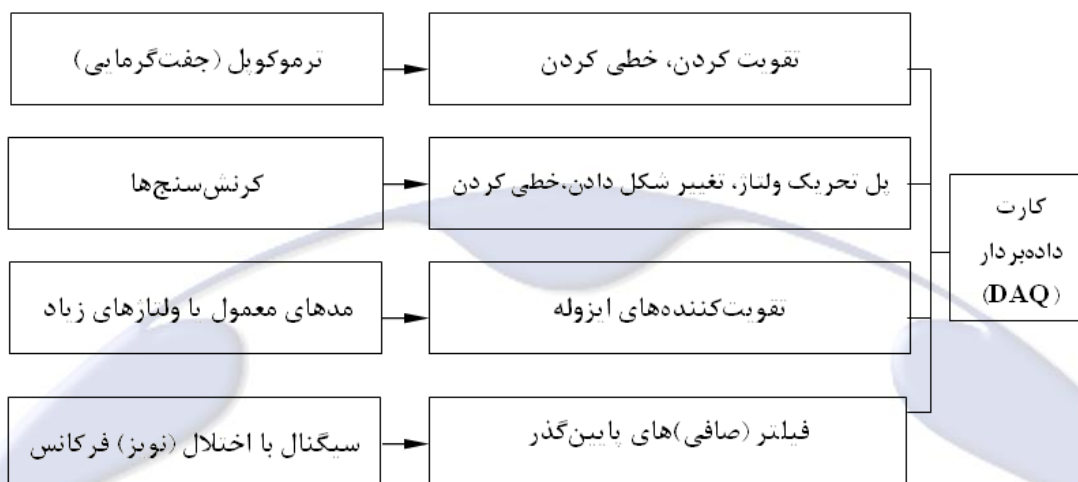 ترموکوپل (جفت‌گرمایی)
تقویت کردن، خطی کردن
کرنش‌سنج‌ها
پل تحریک ولتاژ، تغییر شکل دادن،خطی کردن
کارت
داده‌بردار
(DAQ)
مدهای معمول یا ولتاژهای زیاد
تقویت‌کننده‌های ایزوله
سیگنال با اختلال (نویز) فرکانس
فیلتر (صافی)های پایین‌گذر